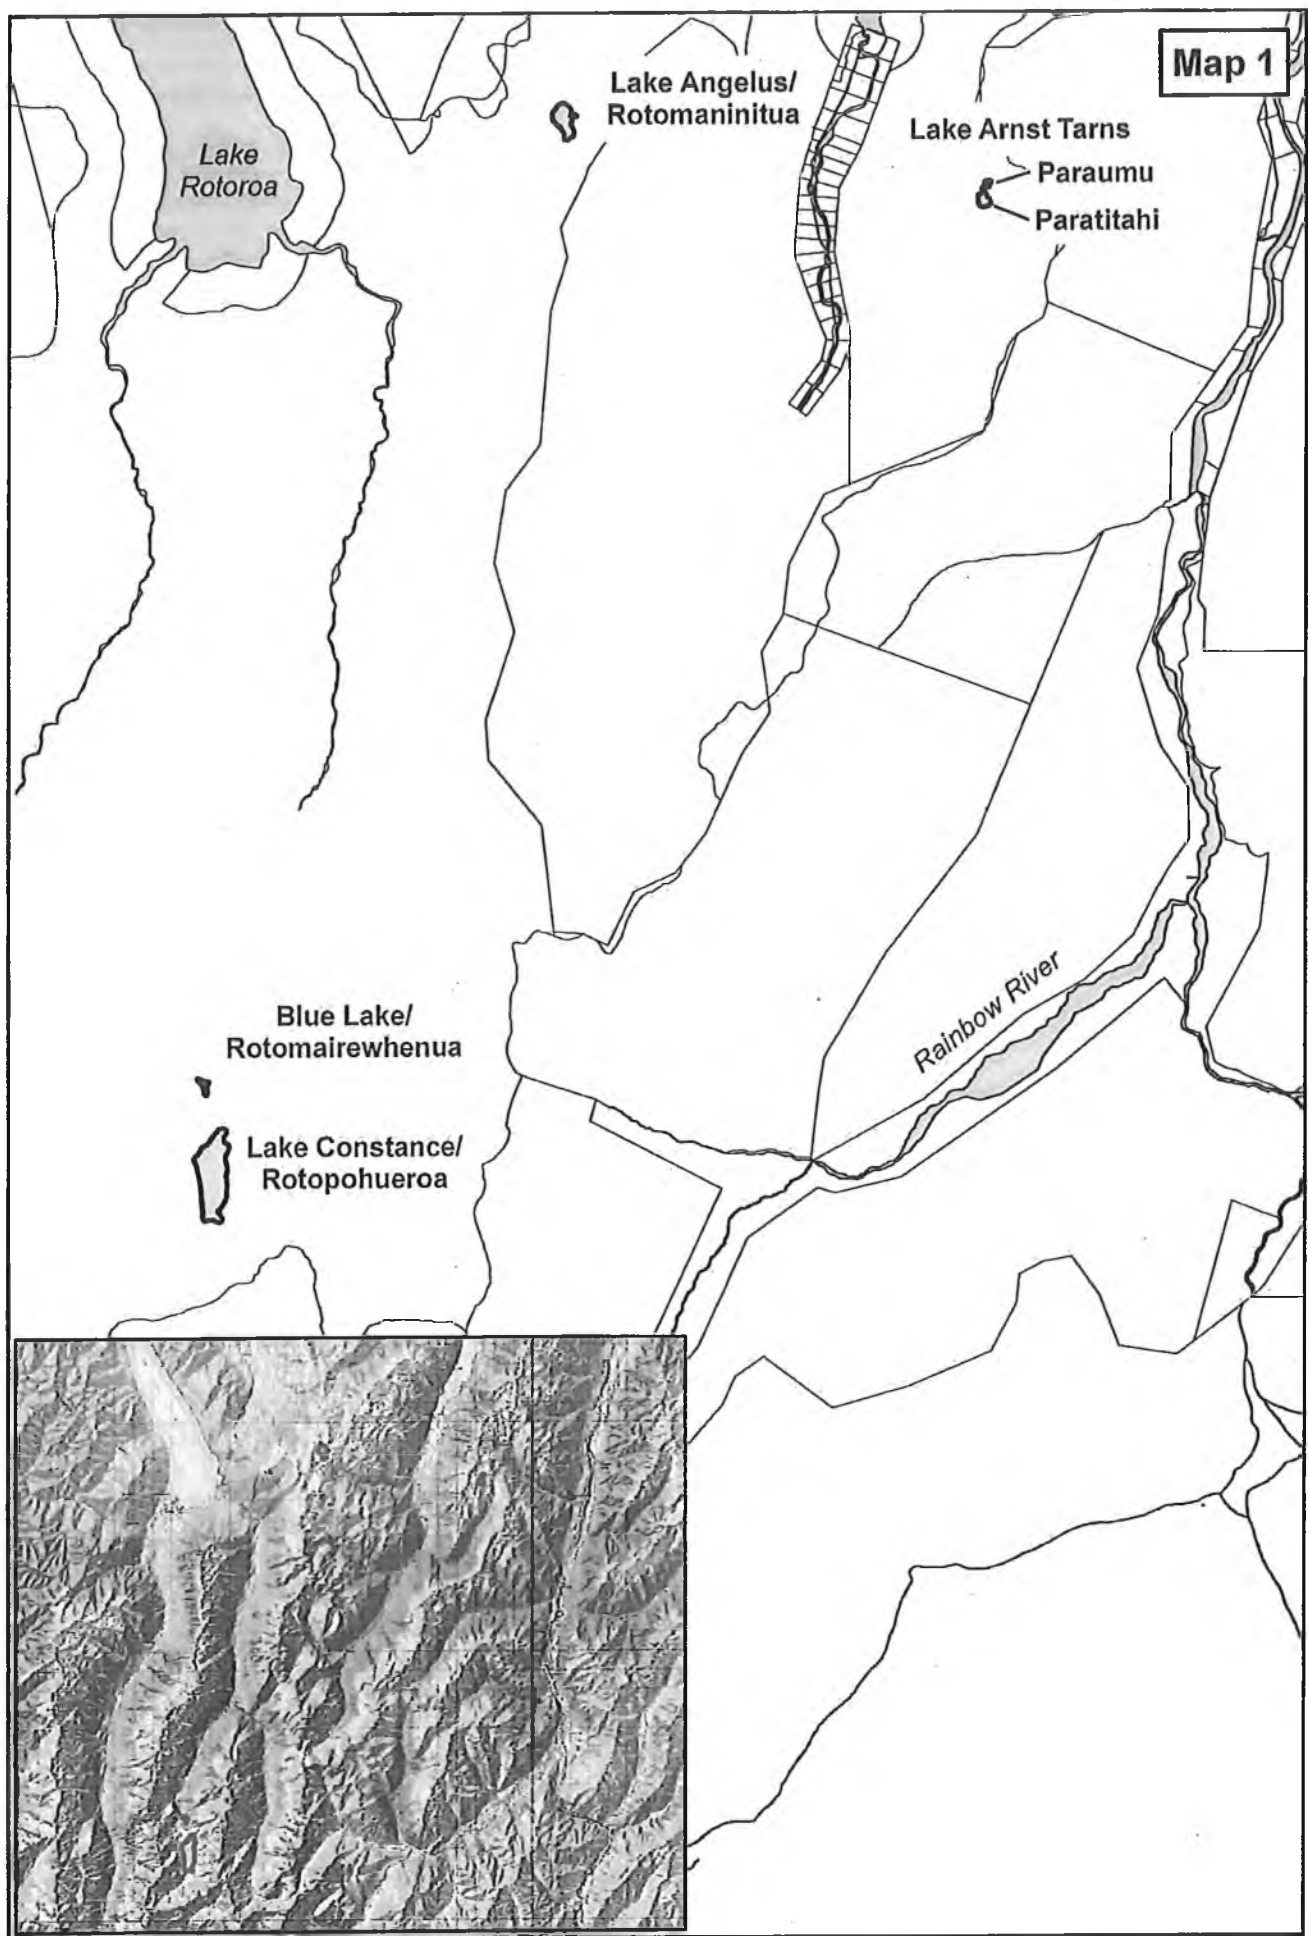 Map 1
Lake Angelus/
Rotomaninitua
Lake Arnst Tarns
Paraumu
Paratitahi
Lake
Rotoroa
Rainbow River
Blue Lake/
Rotomairewhenua
Lake Constance/
Rotopohueroa